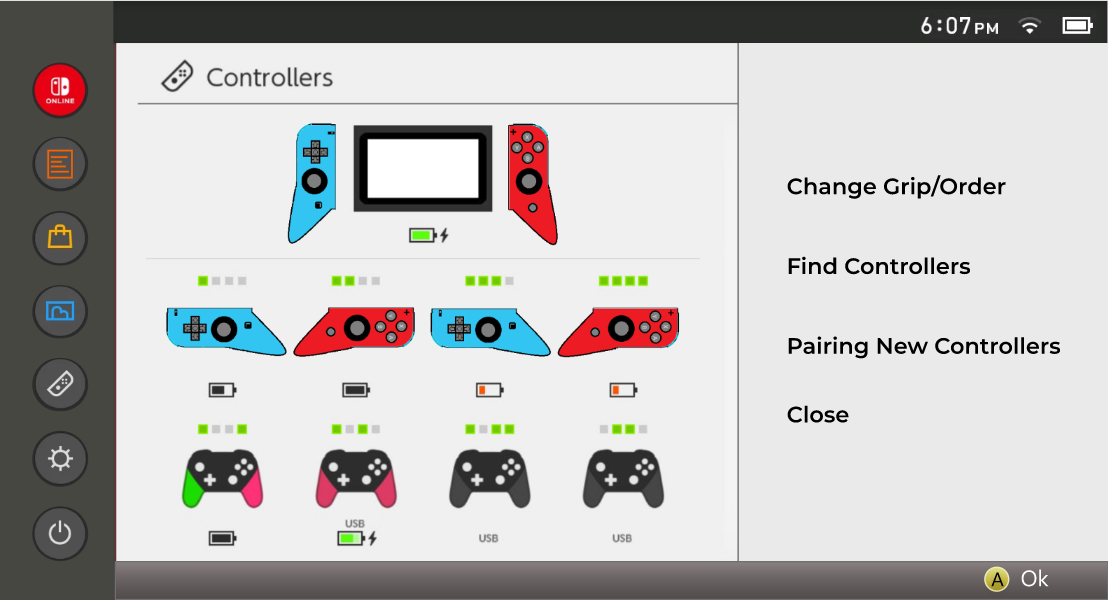 6:07PM
ONLINE
Controllers
Change Grip/Order
Find Controllers
Pairing New Controllers
Close
USB
USB
USB
A Ok